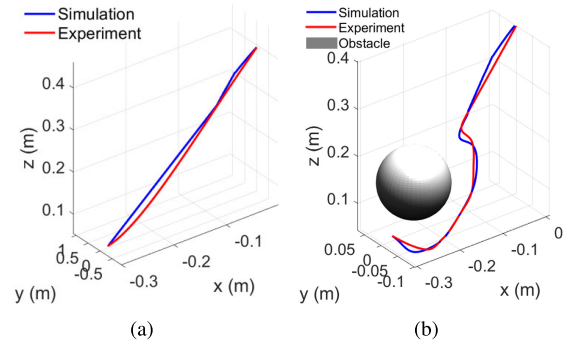 Simulation
Experiment
z (m)
0.4
0.3
0.2
0.1
1
0.5
0
-0.5
y (m)
-0.3
-0.2
-0.1
x (m)
(a)
Simulation
Experiment
Obstacle
z (m)
0.4
0.3
0.2
0.1
0.05
0
-0.05
-0.1
y (m)
-0.3
-0.2
-0.1
0
x (m)
(b)